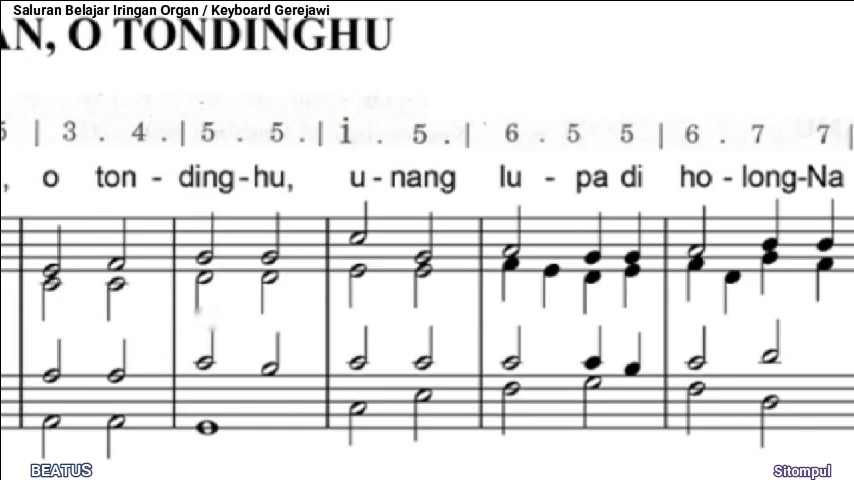 Saluran Belajar Iringan Organ / Keyboard Gerejawi
AN, O TONDINGHU
5 | 3 . 4 . | 5 . 5 . | i . 5 . | 6 . 5 5 | 6 . 7 7 |
, o ton - ding-hu, u - nang lu - pa di ho - long-Na
BEATUS
Sitompul